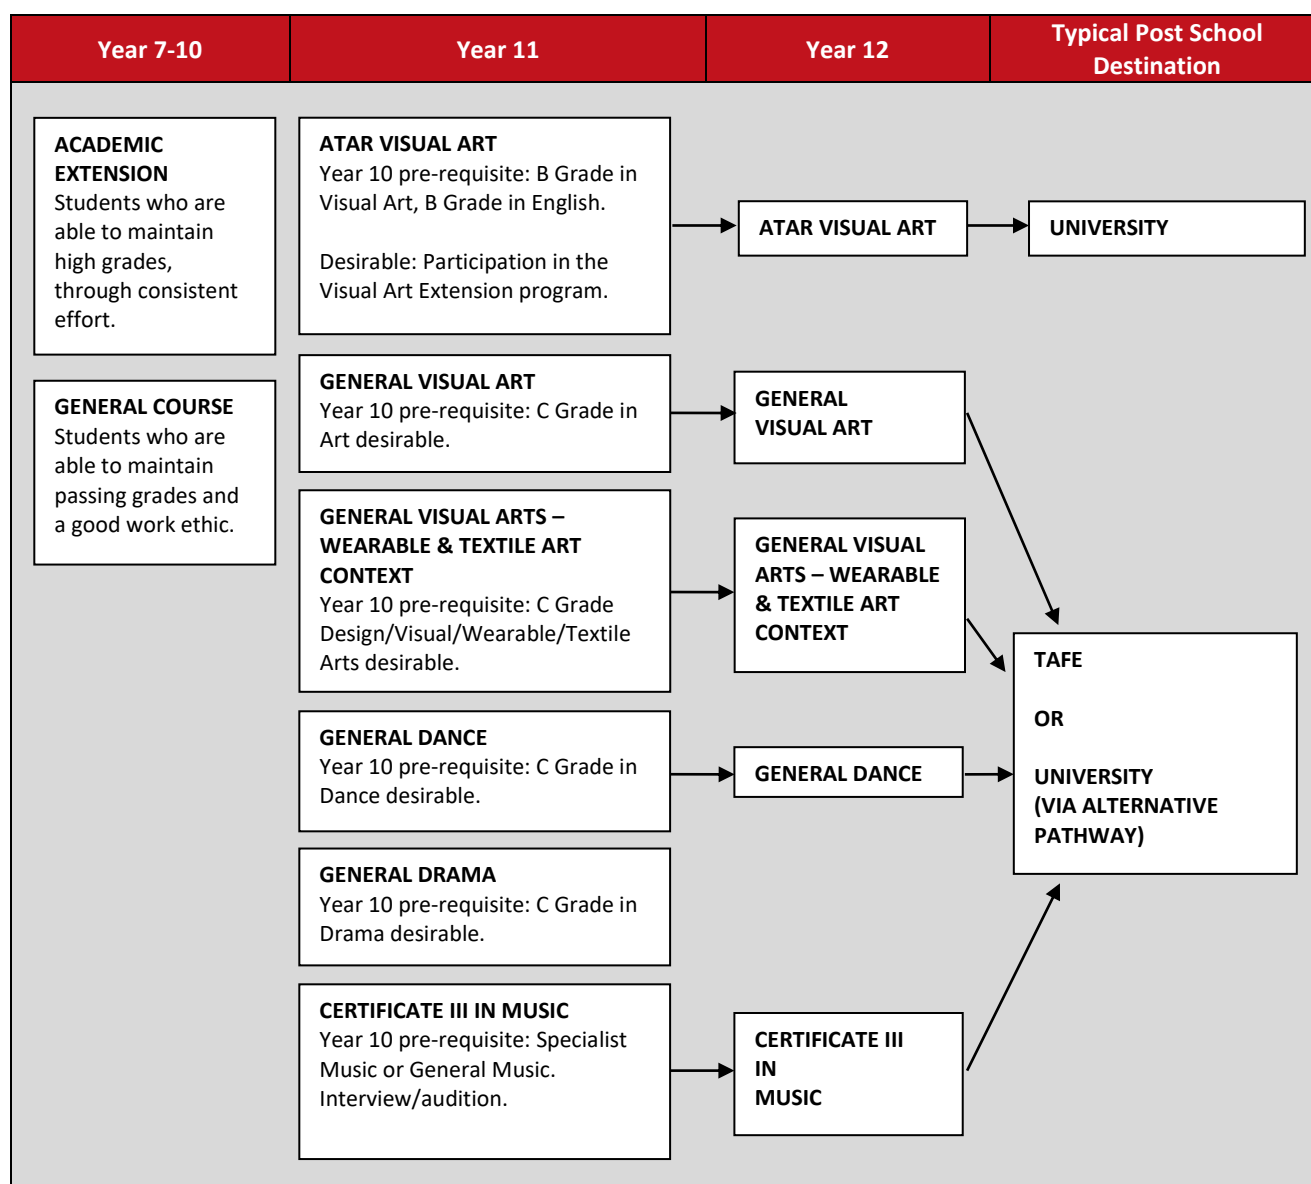 Year 7-10
Year 11
Year 12
Typical Post School
Destination
ACADEMIC
EXTENSION
Students who are
able to maintain
high grades,
through consistent
effort.
GENERAL COURSE
Students who are
able to maintain
passing grades and
a good work ethic.
ATAR VISUAL ART
Year 10 pre-requisite: B Grade in
Visual Art, B Grade in English.
Desirable: Participation in the
Visual Art Extension program.
GENERAL VISUAL ART
Year 10 pre-requisite: C Grade in
Art desirable.
GENERAL VISUAL ARTS –
WEARABLE & TEXTILE ART
CONTEXT
Year 10 pre-requisite: C Grade
Design/Visual/Wearable/Textile
Arts desirable.
GENERAL DANCE
Year 10 pre-requisite: C Grade in
Dance desirable.
GENERAL DRAMA
Year 10 pre-requisite: C Grade in
Drama desirable.
CERTIFICATE III IN MUSIC
Year 10 pre-requisite: Specialist
Music or General Music.
Interview/audition.
ATAR VISUAL ART
GENERAL
VISUAL ART
GENERAL VISUAL
ARTS – WEARABLE
& TEXTILE ART
CONTEXT
GENERAL DANCE
CERTIFICATE III
IN
MUSIC
UNIVERSITY
TAFE
OR
UNIVERSITY
(VIA ALTERNATIVE
PATHWAY)